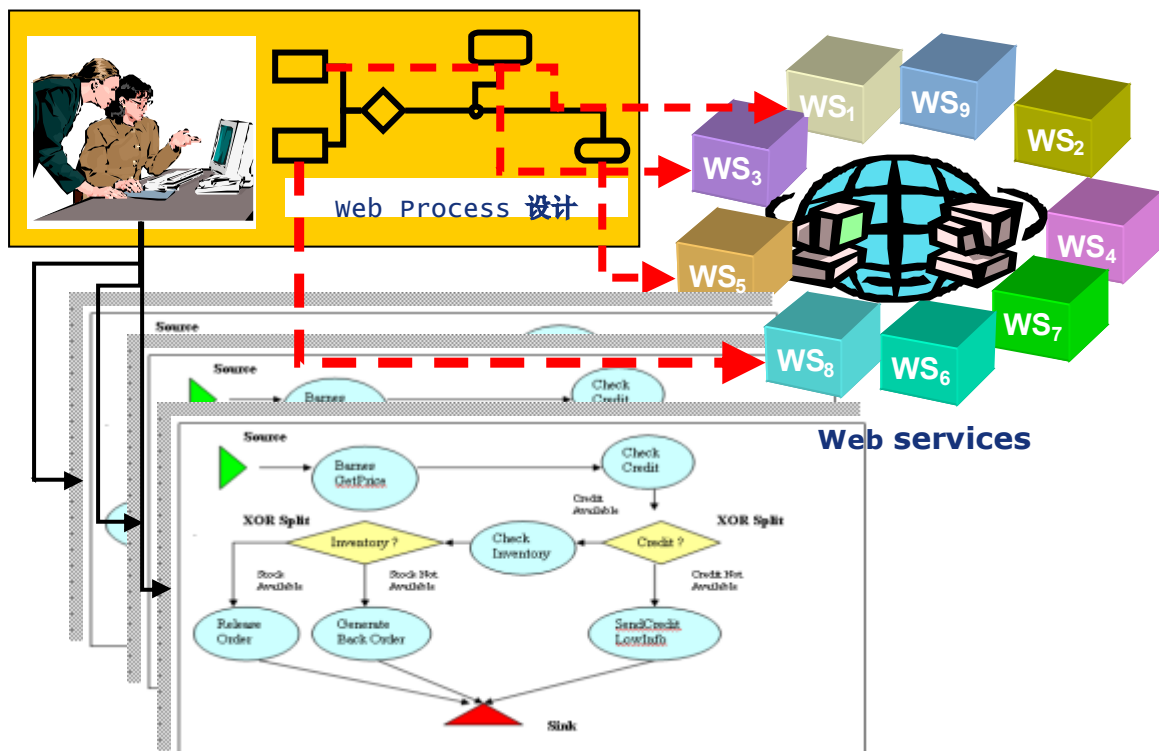 Web Process 设计
WS1
WS9
WS2
WS3
WS4
WS5
WS7
WS8
WS6
Web services
Source
Source
Barnes
Check
Credit
Source
Barnes
GetPrice
Check
Credit
Credit
Available
XOR Split
XOR Split
Inventory ?
Check
Inventory
Credit ?
Stock
Available
Stock Not
Available
Credit Not
Available
Release
Order
Generate
Back Order
SendCredit
LowInfo
Sink